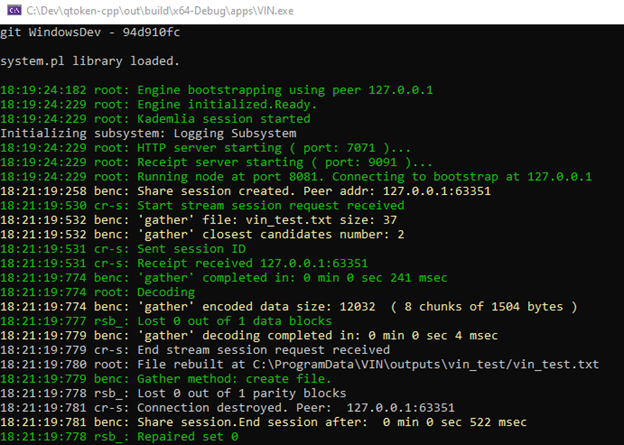 C:\Dev\qtoken-cpp\out\build\x64-Debug\apps\VIN.exe
git WindowsDev - 94d910fc
system.pl library loaded.
18:19:24:182 root: Engine bootstrapping using peer 127.0.0.1
18:19:24:229 root: Engine initialized.Ready.
18:19:24:229 root: Kademlia session started
Initializing subsystem: Logging Subsystem
18:19:24:229 root: HTTP server starting ( port: 7071 )...
18:19:24:229 root: Receipt server starting ( port: 9091 )...
18:19:24:229 root: Running node at port 8081. Connecting to bootstrap at 127.0.0.1
18:21:19:258 benc: Share session created. Peer addr: 127.0.0.1:63351
18:21:19:530 cr-s: Start stream session request received
18:21:19:532 benc: 'gather' file: vin_test.txt size: 37
18:21:19:532 benc: 'gather' closest candidates number: 2
18:21:19:531 cr-s: Sent session ID
18:21:19:531 cr-s: Receipt received 127.0.0.1:63351
18:21:19:774 benc: 'gather' completed in: 0 min 0 sec 241 msec
18:21:19:774 root: Decoding
18:21:19:774 benc: 'gather' encoded data size: 12032  ( 8 chunks of 1504 bytes )
18:21:19:777 rsb_: Lost 0 out of 1 data blocks
18:21:19:779 benc: 'gather' decoding completed in: 0 min 0 sec 4 msec
18:21:19:779 cr-s: End stream session request received
18:21:19:780 root: File rebuilt at C:\ProgramData\VIN\outputs\vin_test/vin_test.txt
18:21:19:779 benc: Gather method: create file.
18:21:19:778 rsb_: Lost 0 out of 1 parity blocks
18:21:19:781 cr-s: Connection destroyed. Peer:  127.0.0.1:63351
18:21:19:781 benc: Share session.End session after:  0 min 0 sec 522 msec
18:21:19:778 rsb_: Repaired set 0